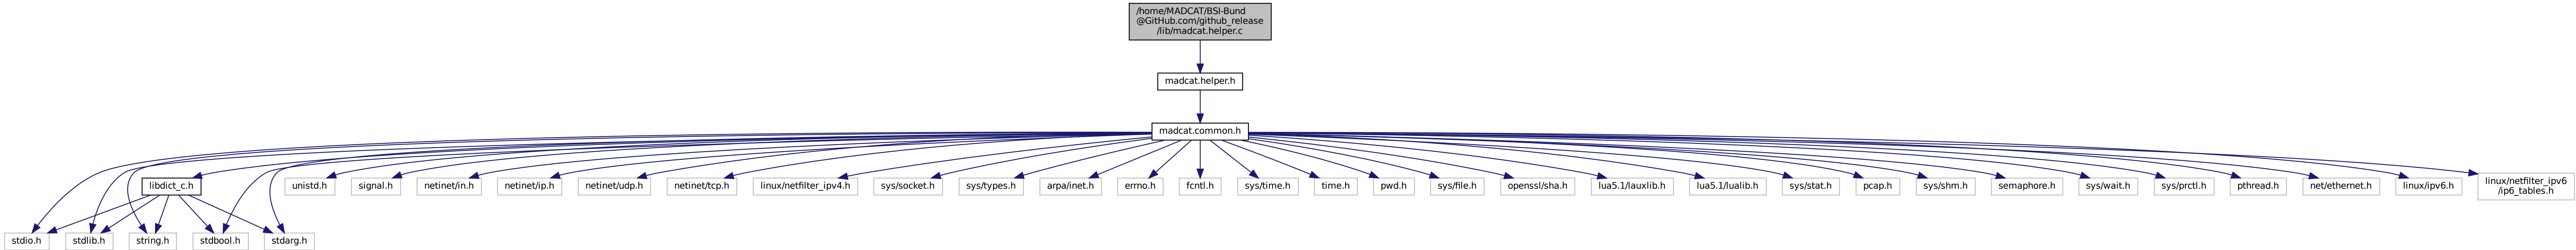 /home/MADCAT/BSI-Bund
@GitHub.com/github_release
/lib/madcat.helper.c
madcat.helper.h
madcat.common.h
libdict_c.h
unistd.h
signal.h
netinet/in.h
netinet/ip.h
netinet/udp.h
netinet/tcp.h
linux/netfilter_ipv4.h
sys/socket.h
sys/types.h
arpa/inet.h
errno.h
fcntl.h
sys/time.h
time.h
pwd.h
sys/file.h
openssl/sha.h
lua5.1/lauxlib.h
lua5.1/lualib.h
sys/stat.h
pcap.h
sys/shm.h
semaphore.h
sys/wait.h
sys/prctl.h
pthread.h
net/ethernet.h
linux/ipv6.h
linux/netfilter_ipv6
/ip6_tables.h
stdio.h
stdlib.h
string.h
stdbool.h
stdarg.h